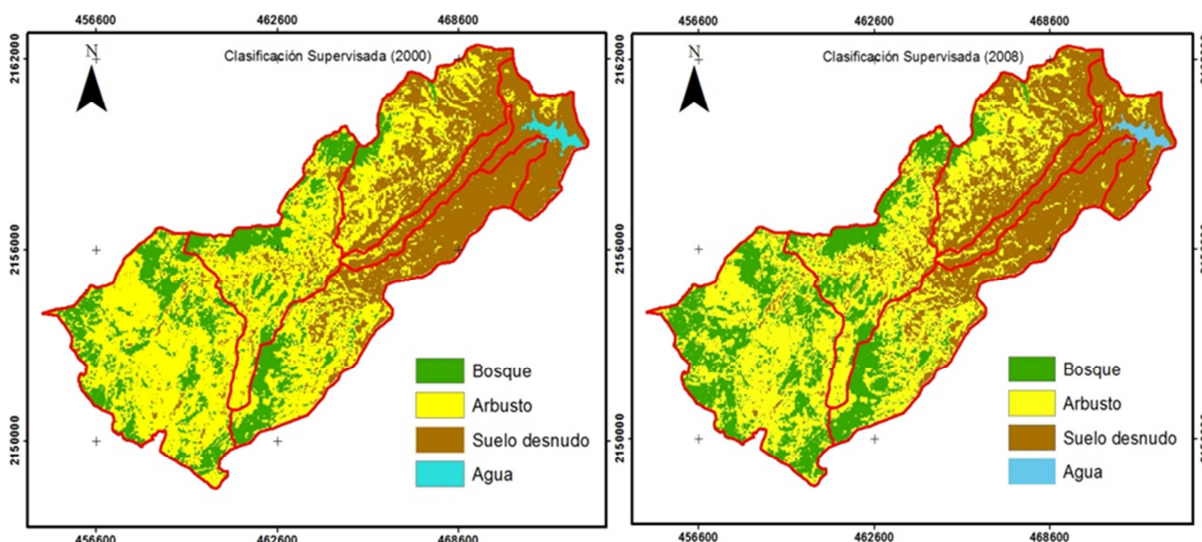 456600 462600 468600
N
Clasificación Supervisada (2000)
2162000
2156000
2150000
Bosque
Arbusto
Suelo desnudo
Agua
456600 462600 468600
456600 462600 468600
N
Clasificación Supervisada (2008)
2162000
2156000
2150000
Bosque
Arbusto
Suelo desnudo
Agua
456600 462600 468600